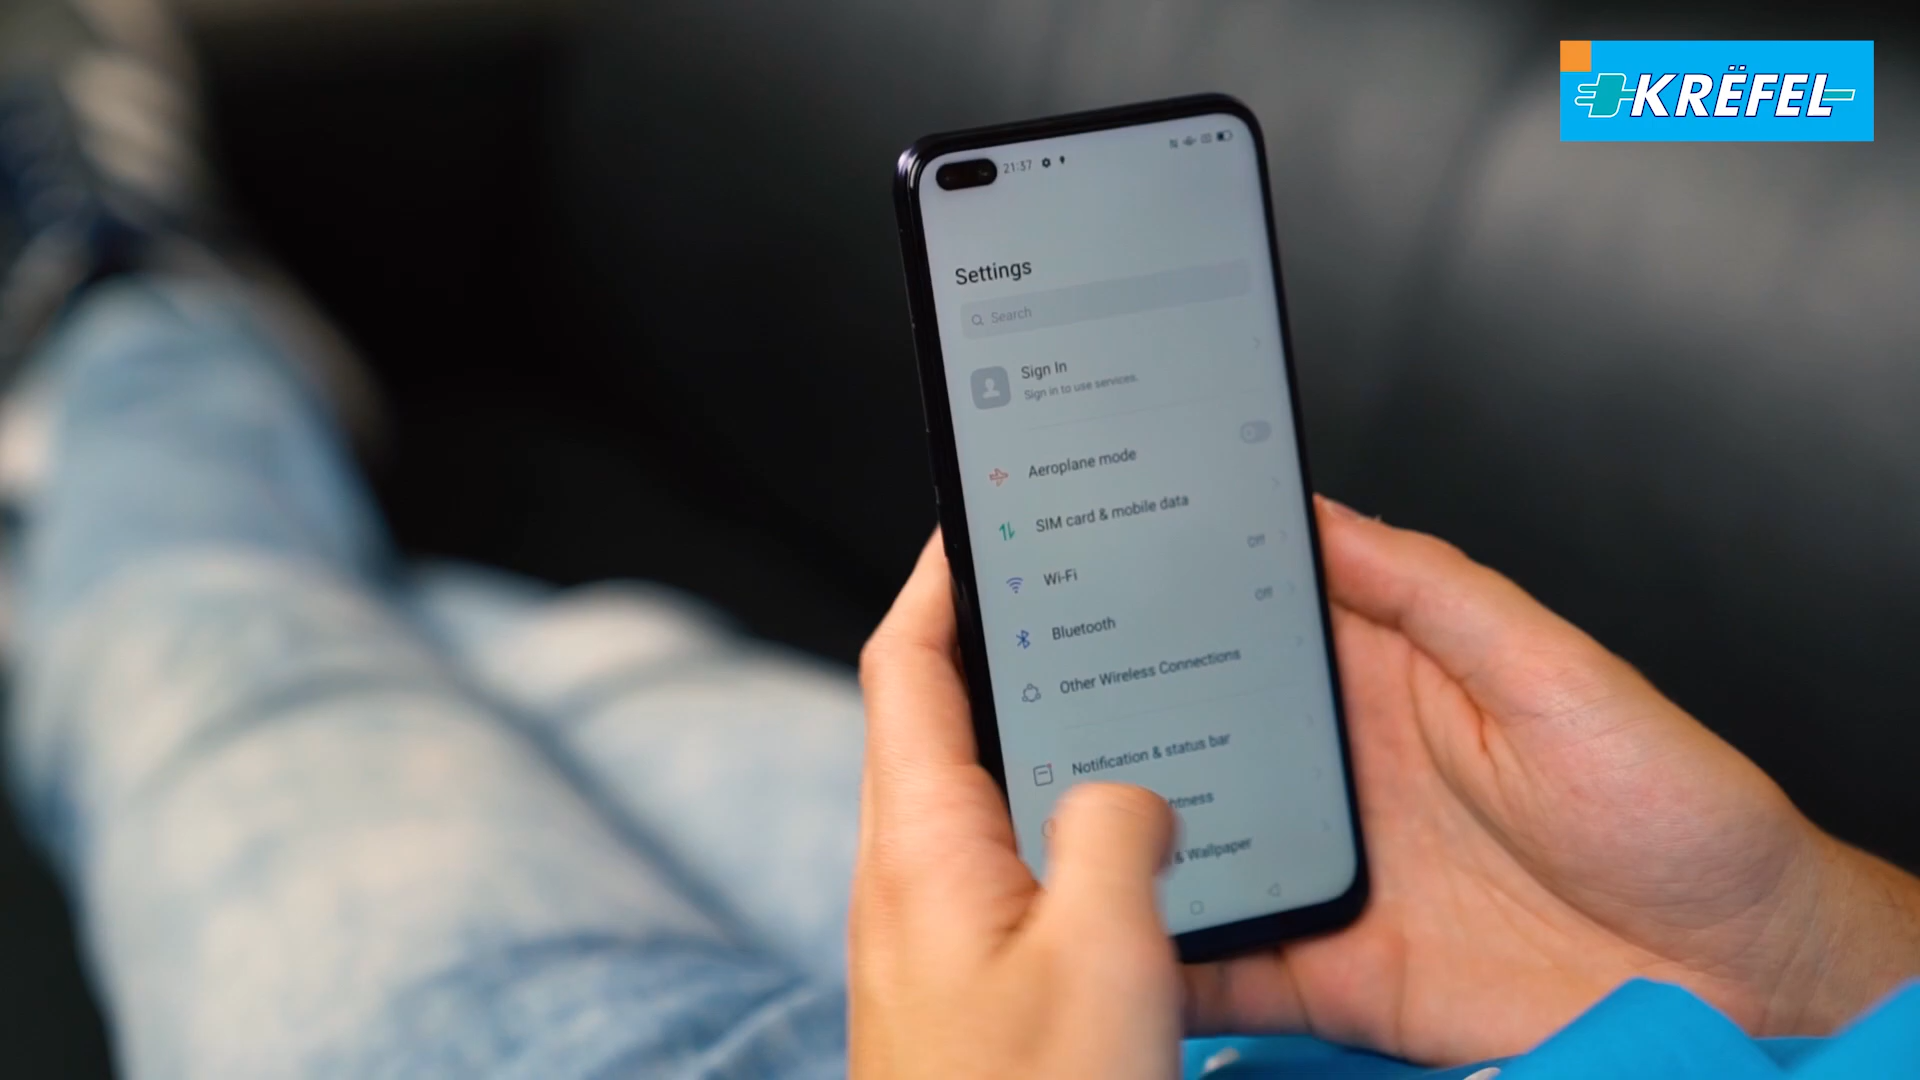 KRËFEL
21:37
Settings
Search
Sign In
Sign in to use services.
Aeroplane mode
SIM card & mobile data
Wi-Fi
Off
Bluetooth
Off
Other Wireless Connections
Notification & status bar
& Wallpaper